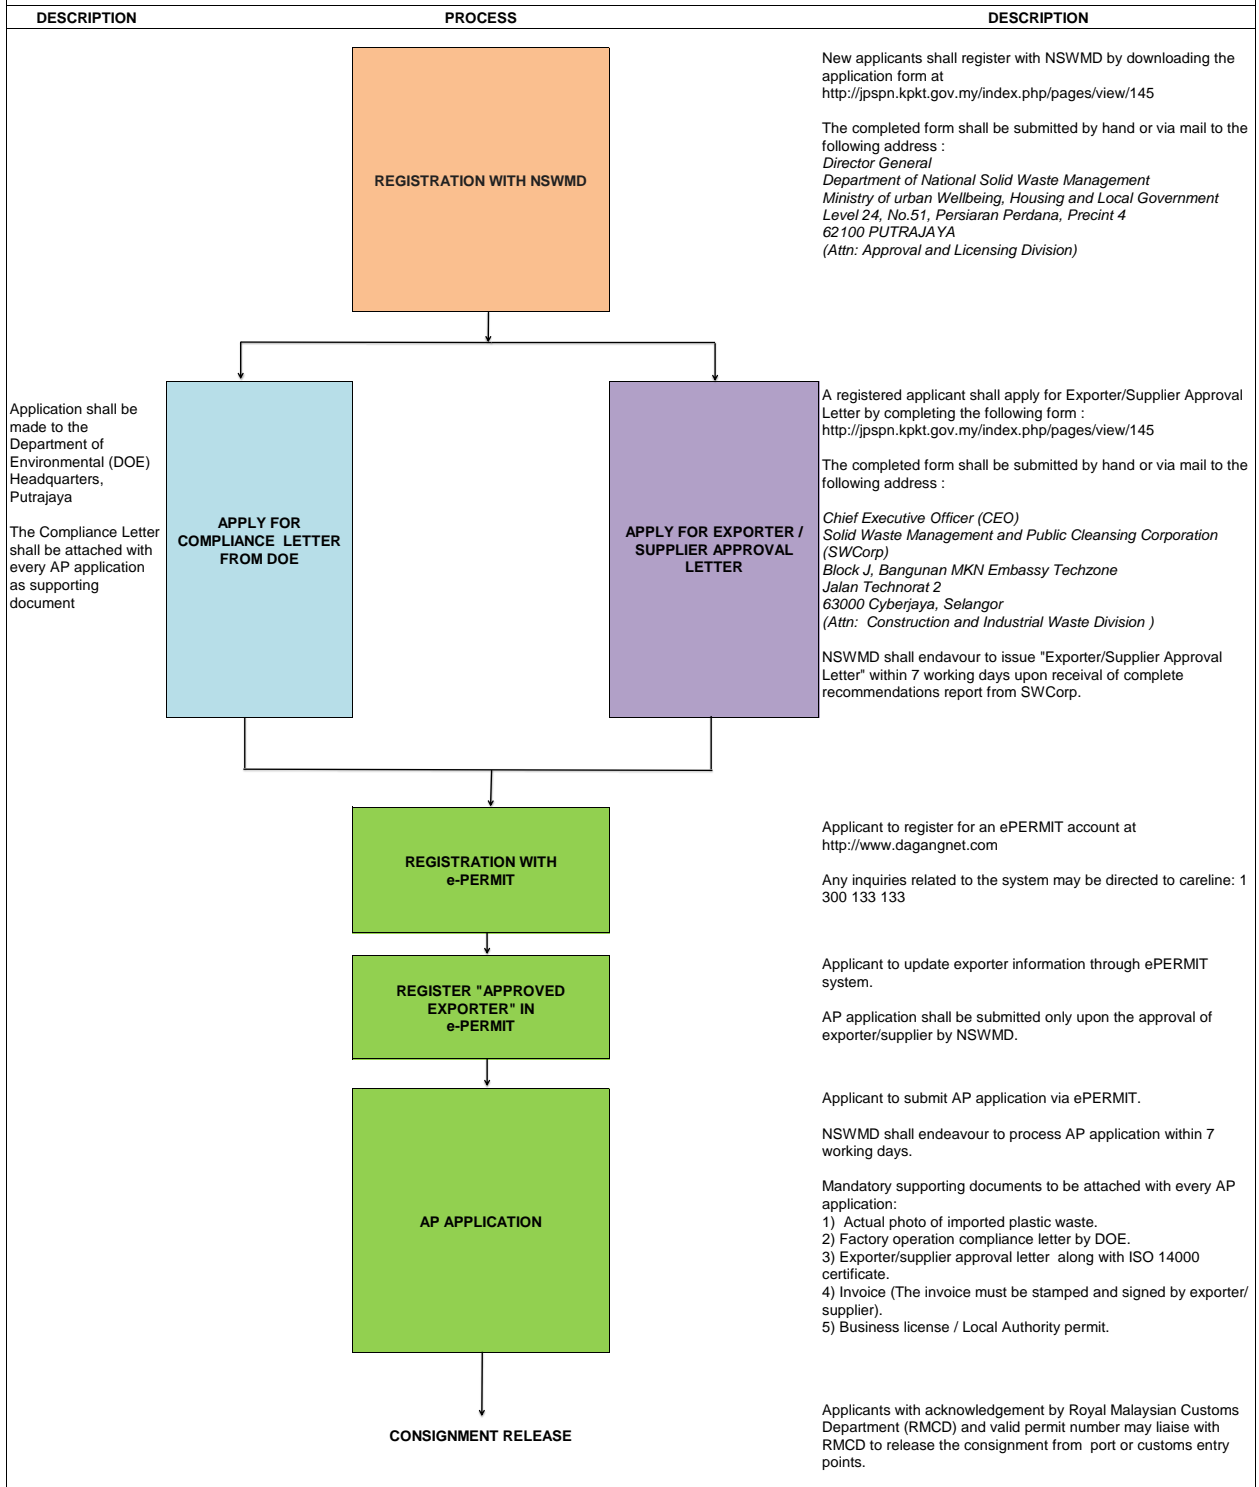 DESCRIPTION
PROCESS
DESCRIPTION
REGISTRATION WITH NSWMD
New applicants shall register with NSWMD by downloading the
application form at
http://jpspn.kpkt.gov.my/index.php/pages/view/145
The completed form shall be submitted by hand or via mail to the
following address :
Director General
Department of National Solid Waste Management
Ministry of urban Wellbeing, Housing and Local Government
Level 24, No.51, Persiaran Perdana, Precint 4
62100 PUTRAJAYA
(Attn: Approval and Licensing Division)
Application shall be
made to the
Department of
Environmental (DOE)
Headquarters,
Putrajaya
The Compliance Letter
shall be attached with
every AP application
as supporting
document
APPLY FOR
COMPLIANCE LETTER
FROM DOE
APPLY FOR EXPORTER /
SUPPLIER APPROVAL
LETTER
A registered applicant shall apply for Exporter/Supplier Approval
Letter by completing the following form :
http://jpspn.kpkt.gov.my/index.php/pages/view/145
The completed form shall be submitted by hand or via mail to the
following address :
Chief Executive Officer (CEO)
Solid Waste Management and Public Cleansing Corporation
(SWCorp)
Block J, Bangunan MKN Embassy Techzone
Jalan Technorat 2
63000 Cyberjaya, Selangor
(Attn: Construction and Industrial Waste Division )
NSWMD shall endavour to issue "Exporter/Supplier Approval
Letter" within 7 working days upon receival of complete
recommendations report from SWCorp.
REGISTRATION WITH
e-PERMIT
Applicant to register for an ePERMIT account at
http://www.dagangnet.com
Any inquiries related to the system may be directed to careline: 1
300 133 133
REGISTER "APPROVED
EXPORTER" IN
e-PERMIT
Applicant to update exporter information through ePERMIT
system.
AP application shall be submitted only upon the approval of
exporter/supplier by NSWMD.
AP APPLICATION
Applicant to submit AP application via ePERMIT.
NSWMD shall endeavour to process AP application within 7
working days.
Mandatory supporting documents to be attached with every AP
application:
1) Actual photo of imported plastic waste.
2) Factory operation compliance letter by DOE.
3) Exporter/supplier approval letter along with ISO 14000
certificate.
4) Invoice (The invoice must be stamped and signed by exporter/
supplier).
5) Business license / Local Authority permit.
CONSIGNMENT RELEASE
Applicants with acknowledgement by Royal Malaysian Customs
Department (RMCD) and valid permit number may liaise with
RMCD to release the consignment from port or customs entry
points.